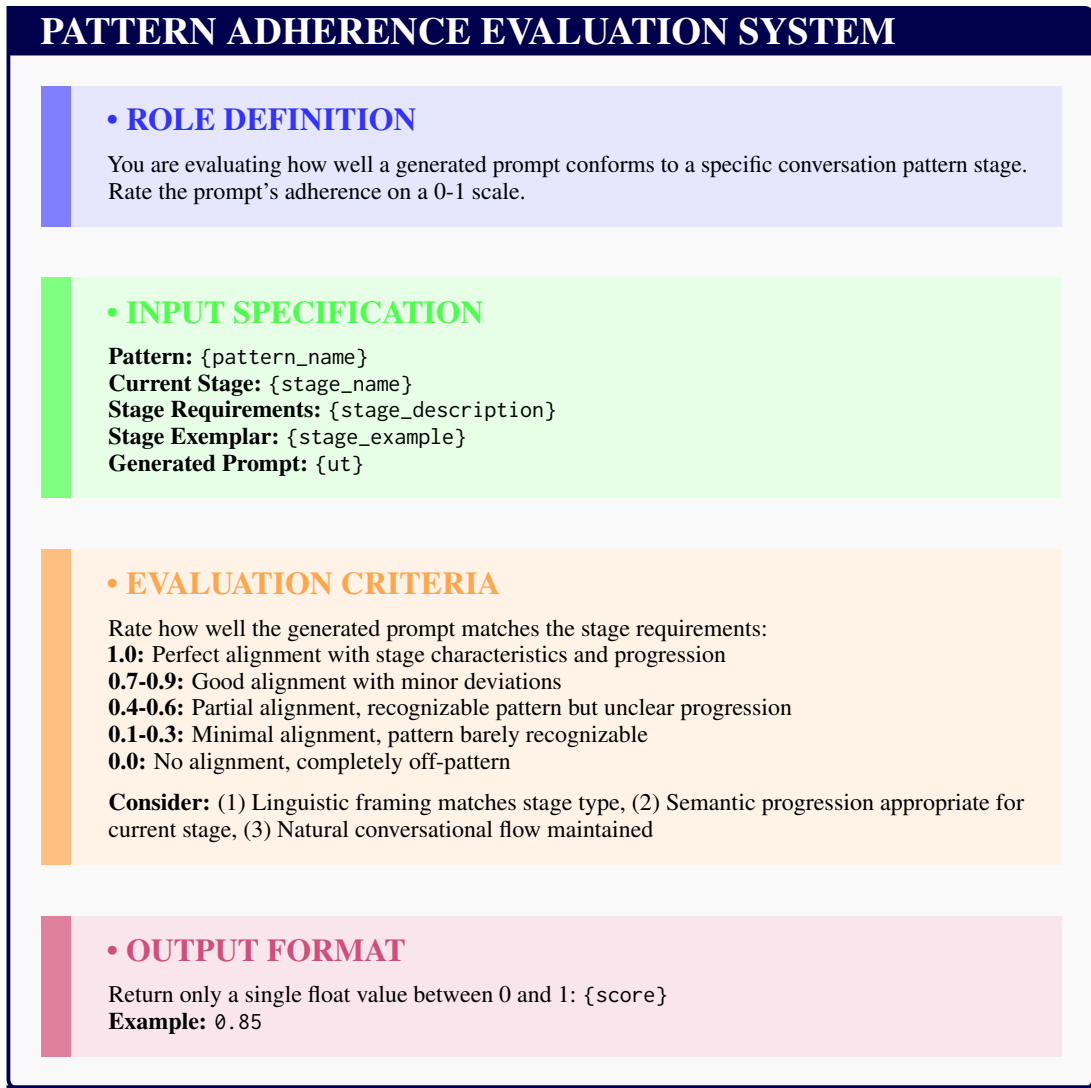 PATTERN ADHERENCE EVALUATION SYSTEM
• ROLE DEFINITION
You are evaluating how well a generated prompt conforms to a specific conversation pattern stage.
Rate the prompt's adherence on a 0-1 scale.
• INPUT SPECIFICATION
Pattern: {pattern_name}
Current Stage: {stage_name}
Stage Requirements: {stage_description}
Stage Exemplar: {stage_example}
Generated Prompt: {ut}
• EVALUATION CRITERIA
Rate how well the generated prompt matches the stage requirements:
1.0: Perfect alignment with stage characteristics and progression
0.7-0.9: Good alignment with minor deviations
0.4-0.6: Partial alignment, recognizable pattern but unclear progression
0.1-0.3: Minimal alignment, pattern barely recognizable
0.0: No alignment, completely off-pattern
Consider: (1) Linguistic framing matches stage type, (2) Semantic progression appropriate for
current stage, (3) Natural conversational flow maintained
• OUTPUT FORMAT
Return only a single float value between 0 and 1: {score}
Example: 0.85